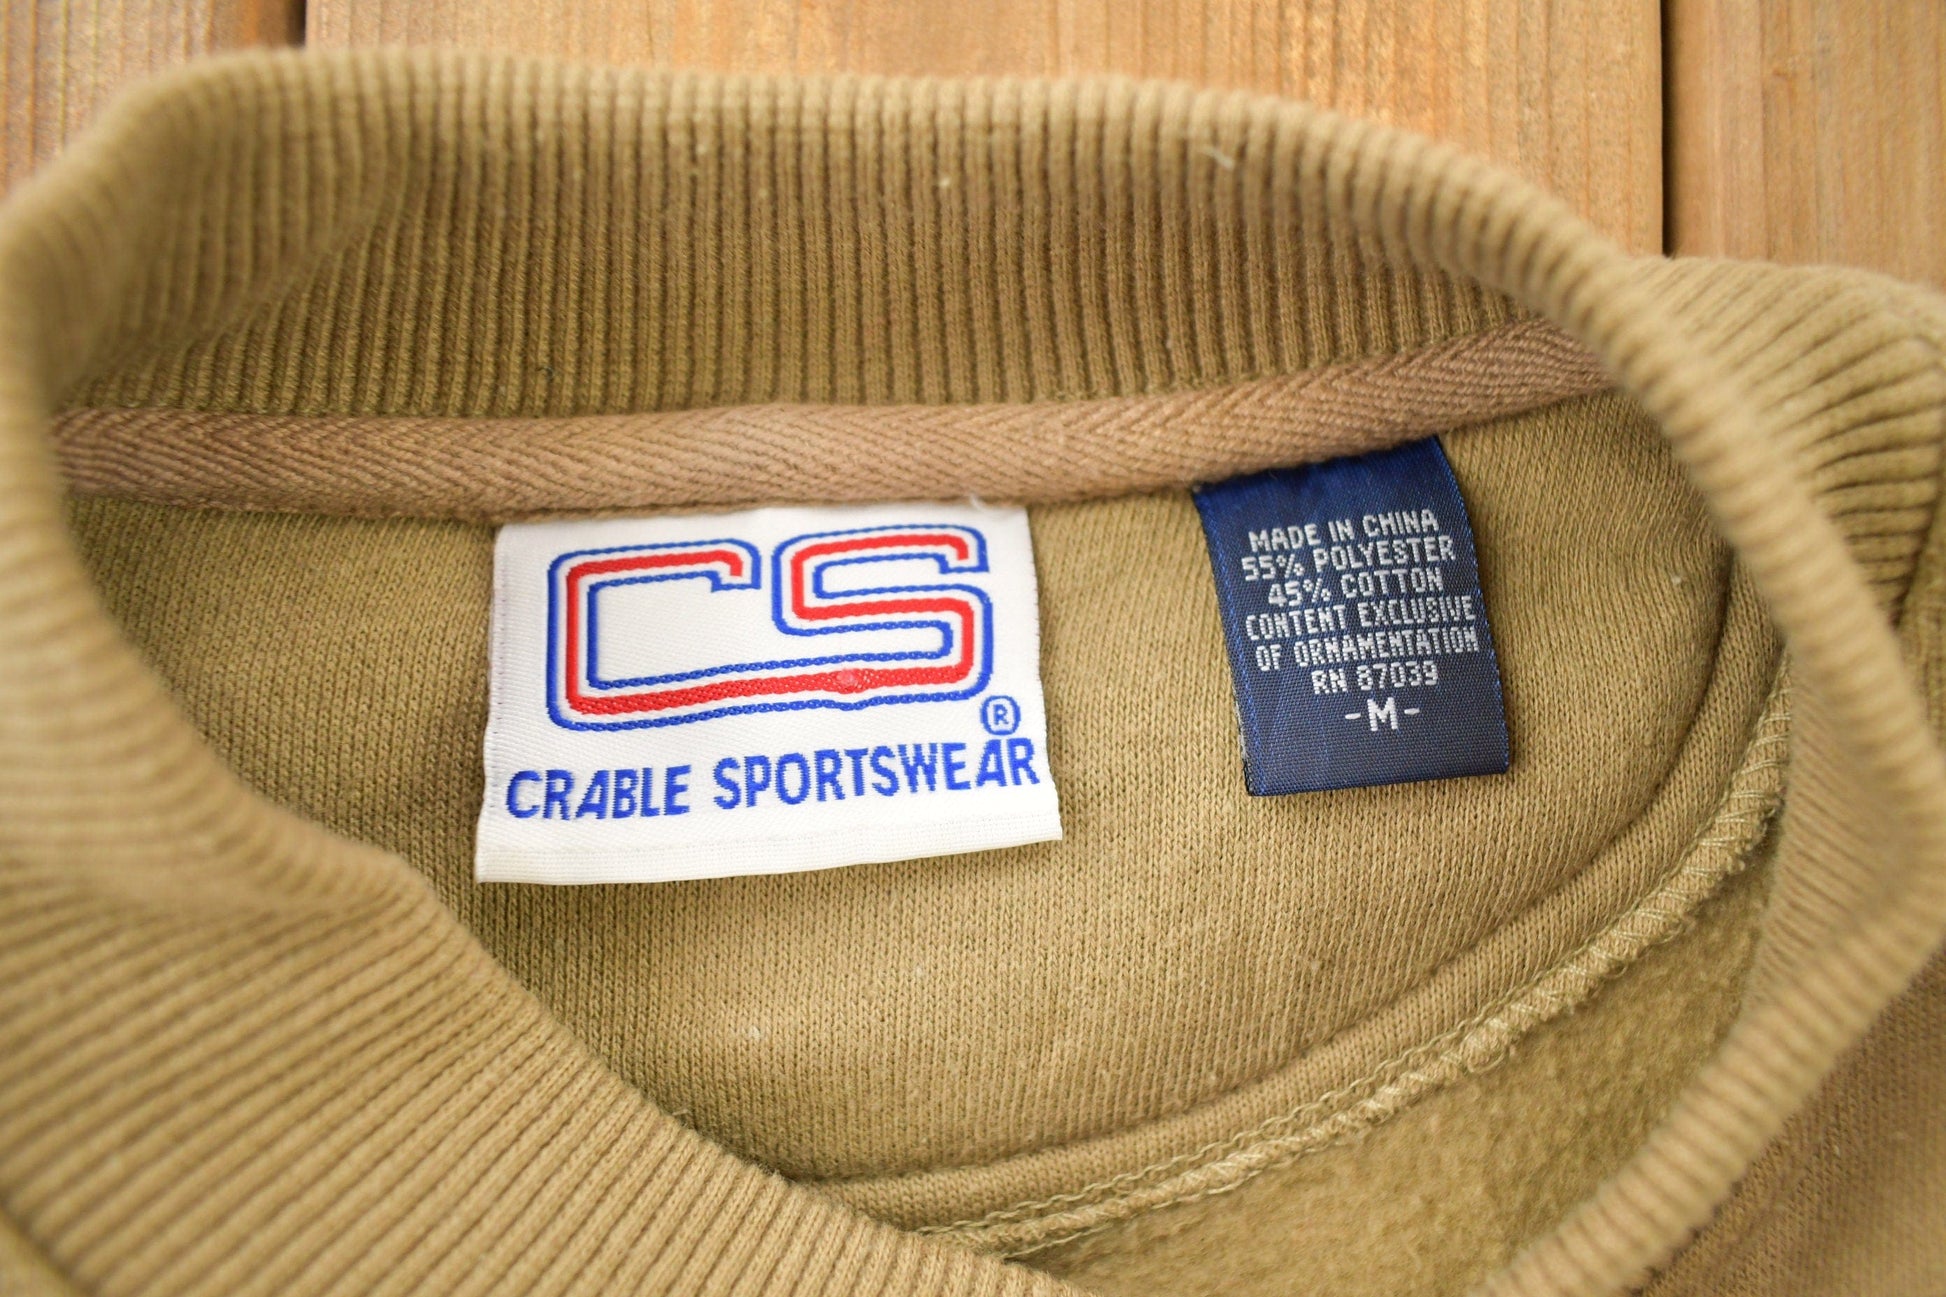 CS
®
CRABLE SPORTSWEAR
MADE IN CHINA
55% POLYESTER
45% COTTON
CONTENT EXCLUSIVE
OF ORNAMENTATION
RN 87039
-M-